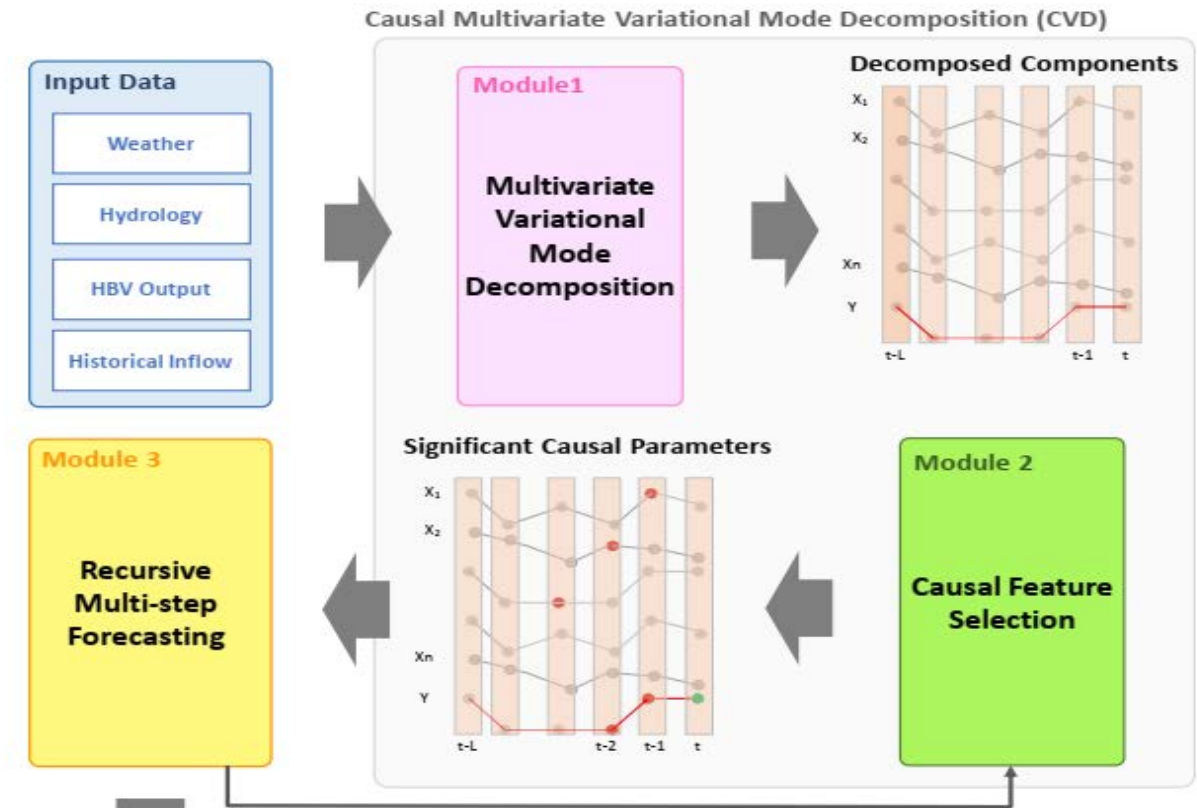 Causal Multivariate Variational Mode Decomposition (CVD)
Input Data
Weather
Hydrology
HBV Output
Historical Inflow
Module1
Multivariate
Variational
Mode
Decomposition
Decomposed Components
X₁
X₂
Xn
Y
t-L
t-1
t
Module 3
Recursive
Multi-step
Forecasting
Significant Causal Parameters
X₁
X₂
Xn
Y
t-L
t-2
t-1
t
Module 2
Causal Feature
Selection